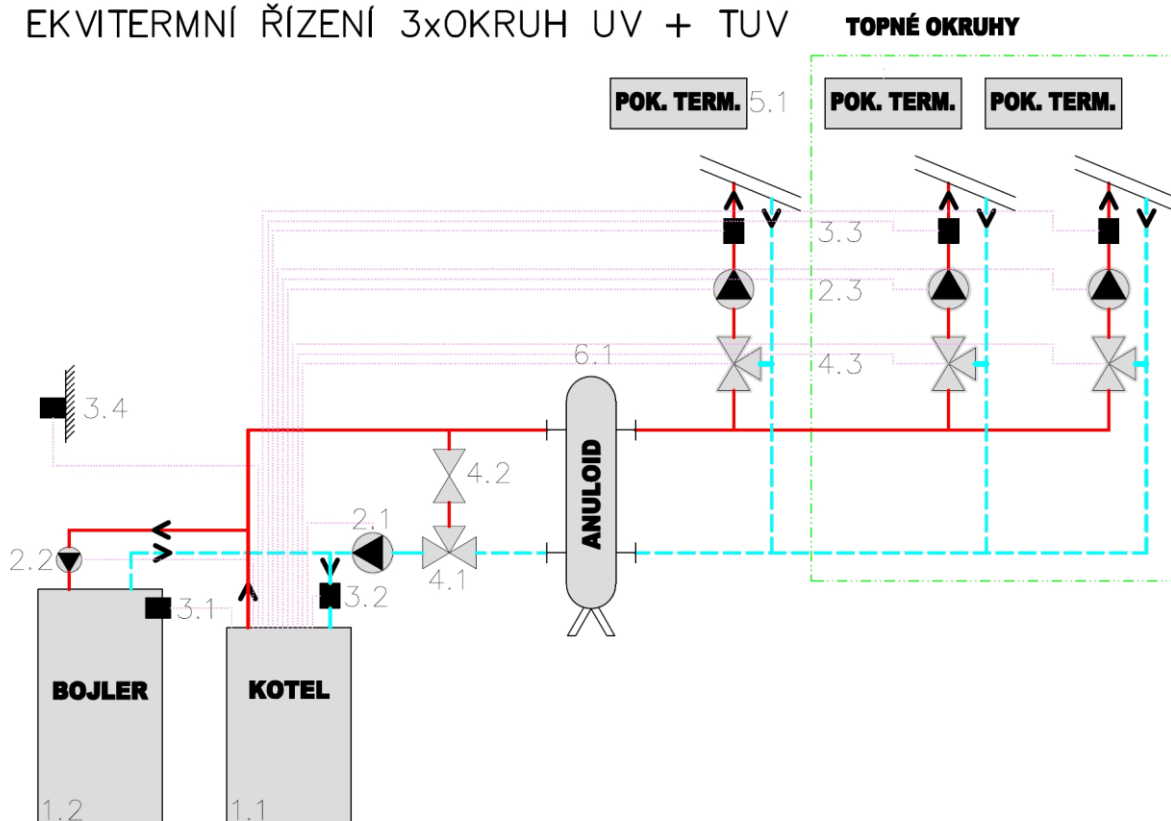 EKVITERMNÍ ŘÍZENÍ 3xOKRUH UV + TUV
TOPNÉ OKRUHY
POK. TERM.
5.1
POK. TERM.
POK. TERM.
3.3
2.3
6.1
4.3
3.4
4.2
2.1
ANULOID
2.2
4.1
3.1
3.2
BOJLER
KOTEL
1.2
1.1